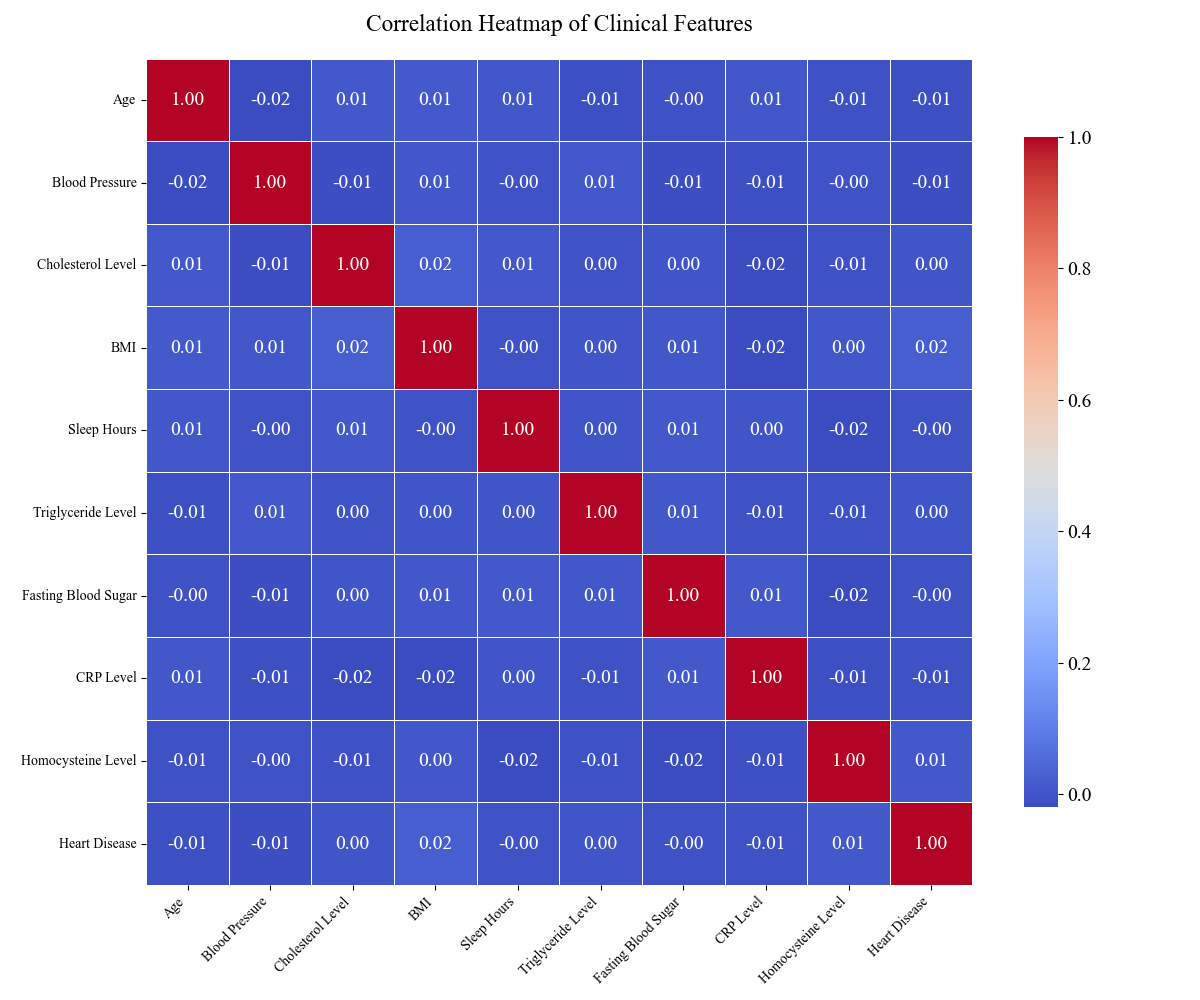 Correlation Heatmap of Clinical Features
Age 1.00 -0.02 0.01 0.01 0.01 -0.01 -0.00 0.01 -0.01 -0.01
Blood Pressure -0.02 1.00 -0.01 0.01 -0.00 0.01 -0.01 -0.01 -0.00 -0.01
Cholesterol Level 0.01 -0.01 1.00 0.02 0.01 0.00 0.00 -0.02 -0.01 0.00
BMI 0.01 0.01 0.02 1.00 -0.00 0.00 0.01 -0.02 0.00 0.02
Sleep Hours 0.01 -0.00 0.01 -0.00 1.00 0.00 0.01 0.00 -0.02 -0.00
Triglyceride Level -0.01 0.01 0.00 0.00 0.00 1.00 0.01 -0.01 -0.01 0.00
Fasting Blood Sugar -0.00 -0.01 0.00 0.01 0.01 0.01 1.00 0.01 -0.02 -0.00
CRP Level 0.01 -0.01 -0.02 -0.02 0.00 -0.01 0.01 1.00 -0.01 -0.01
Homocysteine Level -0.01 -0.00 -0.01 0.00 -0.02 -0.01 -0.02 -0.01 1.00 0.01
Heart Disease -0.01 -0.01 0.00 0.02 -0.00 0.00 -0.00 -0.01 0.01 1.00
Age
Blood Pressure
Cholesterol Level
BMI
Sleep Hours
Triglyceride Level
Fasting Blood Sugar
CRP Level
Homocysteine Level
Heart Disease
1.0
0.8
0.6
0.4
0.2
0.0